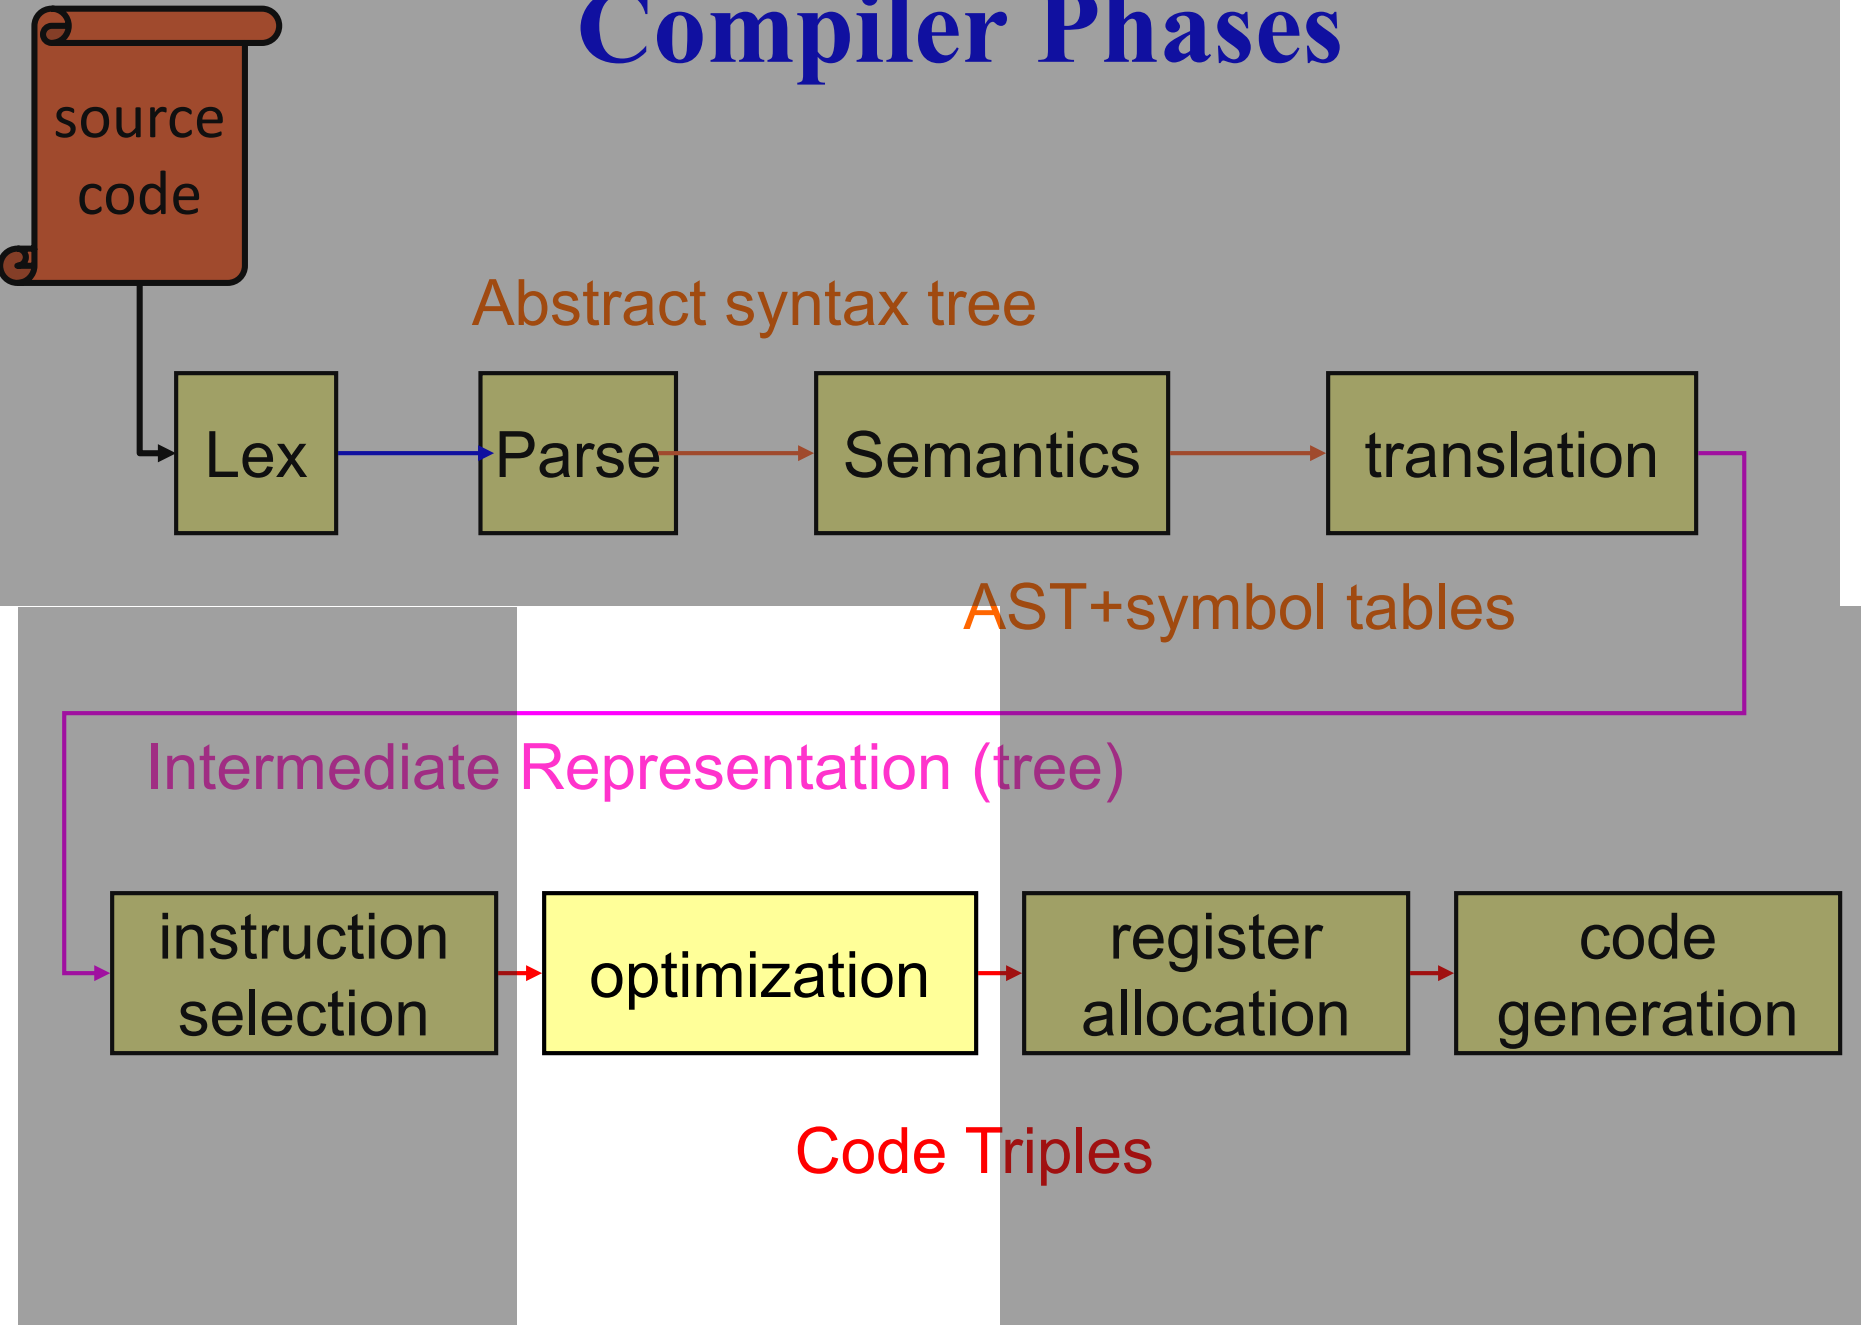 Compiler Phases
source
code
Abstract syntax tree
Lex
Parse
Semantics
translation
AST+symbol tables
Intermediate Representation (tree)
instruction
selection
optimization
register
allocation
code
generation
Code Triples